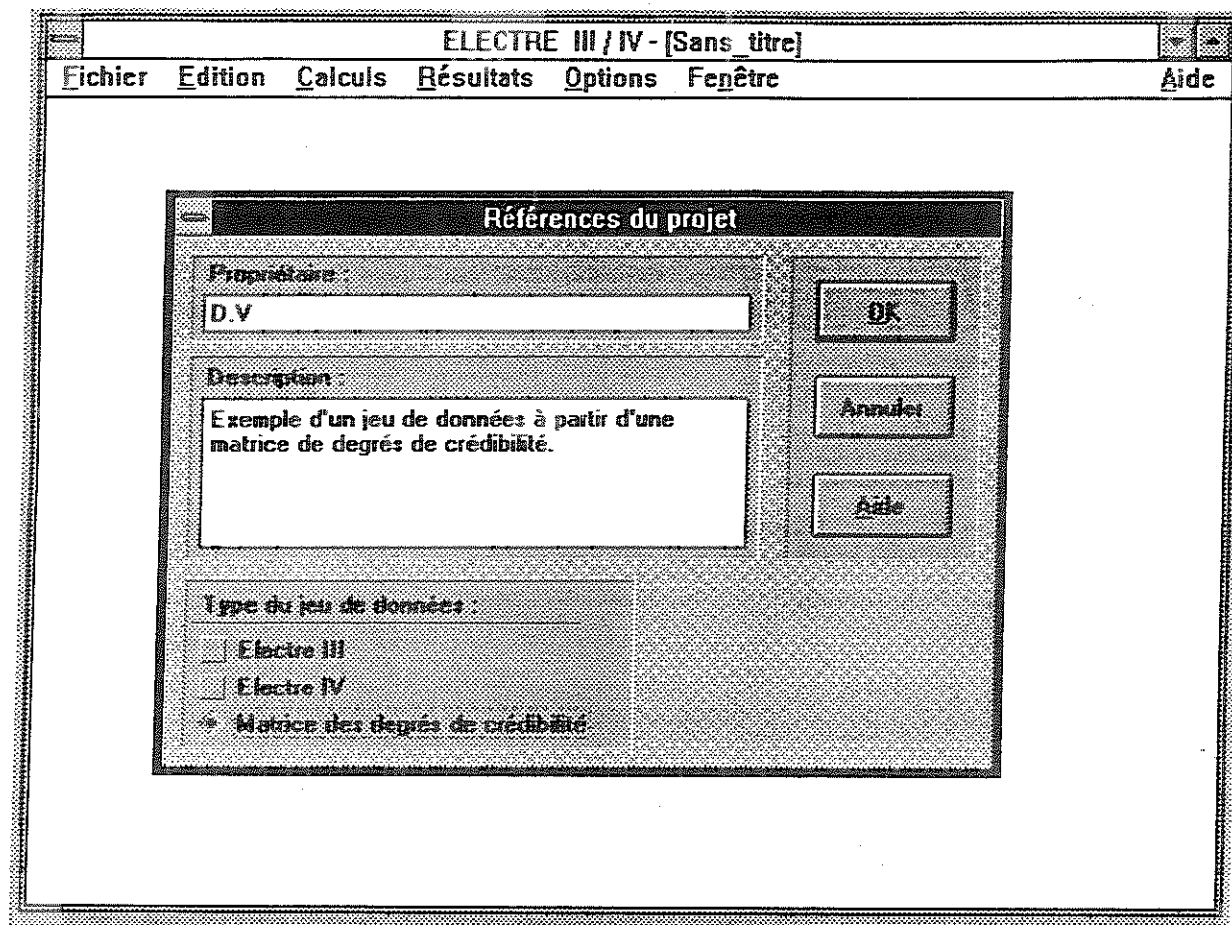 ELECTRE III / IV - [Sans_titre]
Fichier Edition Calculs Résultats Options Fenêtre Aide
Références du projet
Propriétaire :
D.V
OK
Description :
Exemple d'un jeu de données à partir d'une
matrice de degrés de crédibilité.
Annuler
Aide
Type du jeu de données :
Electre III
Electre IV
Matrice des degrés de crédibilité